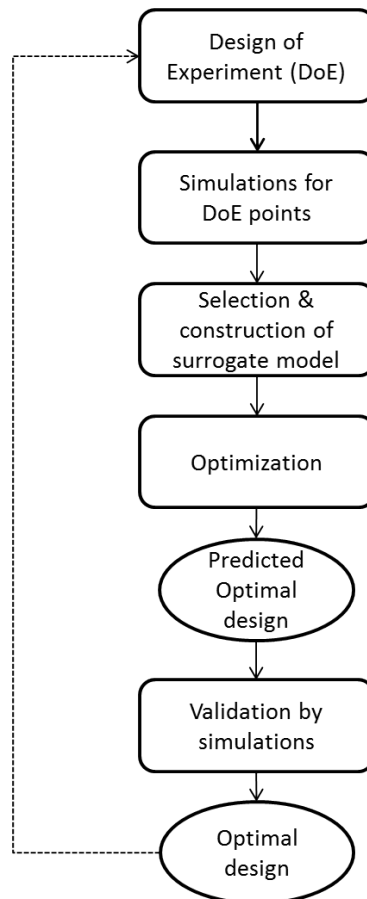 Design of
Experiment (DoE)
Simulations for
DoE points
Selection &
construction of
surrogate model
Optimization
Predicted
Optimal
design
Validation by
simulations
Optimal
design